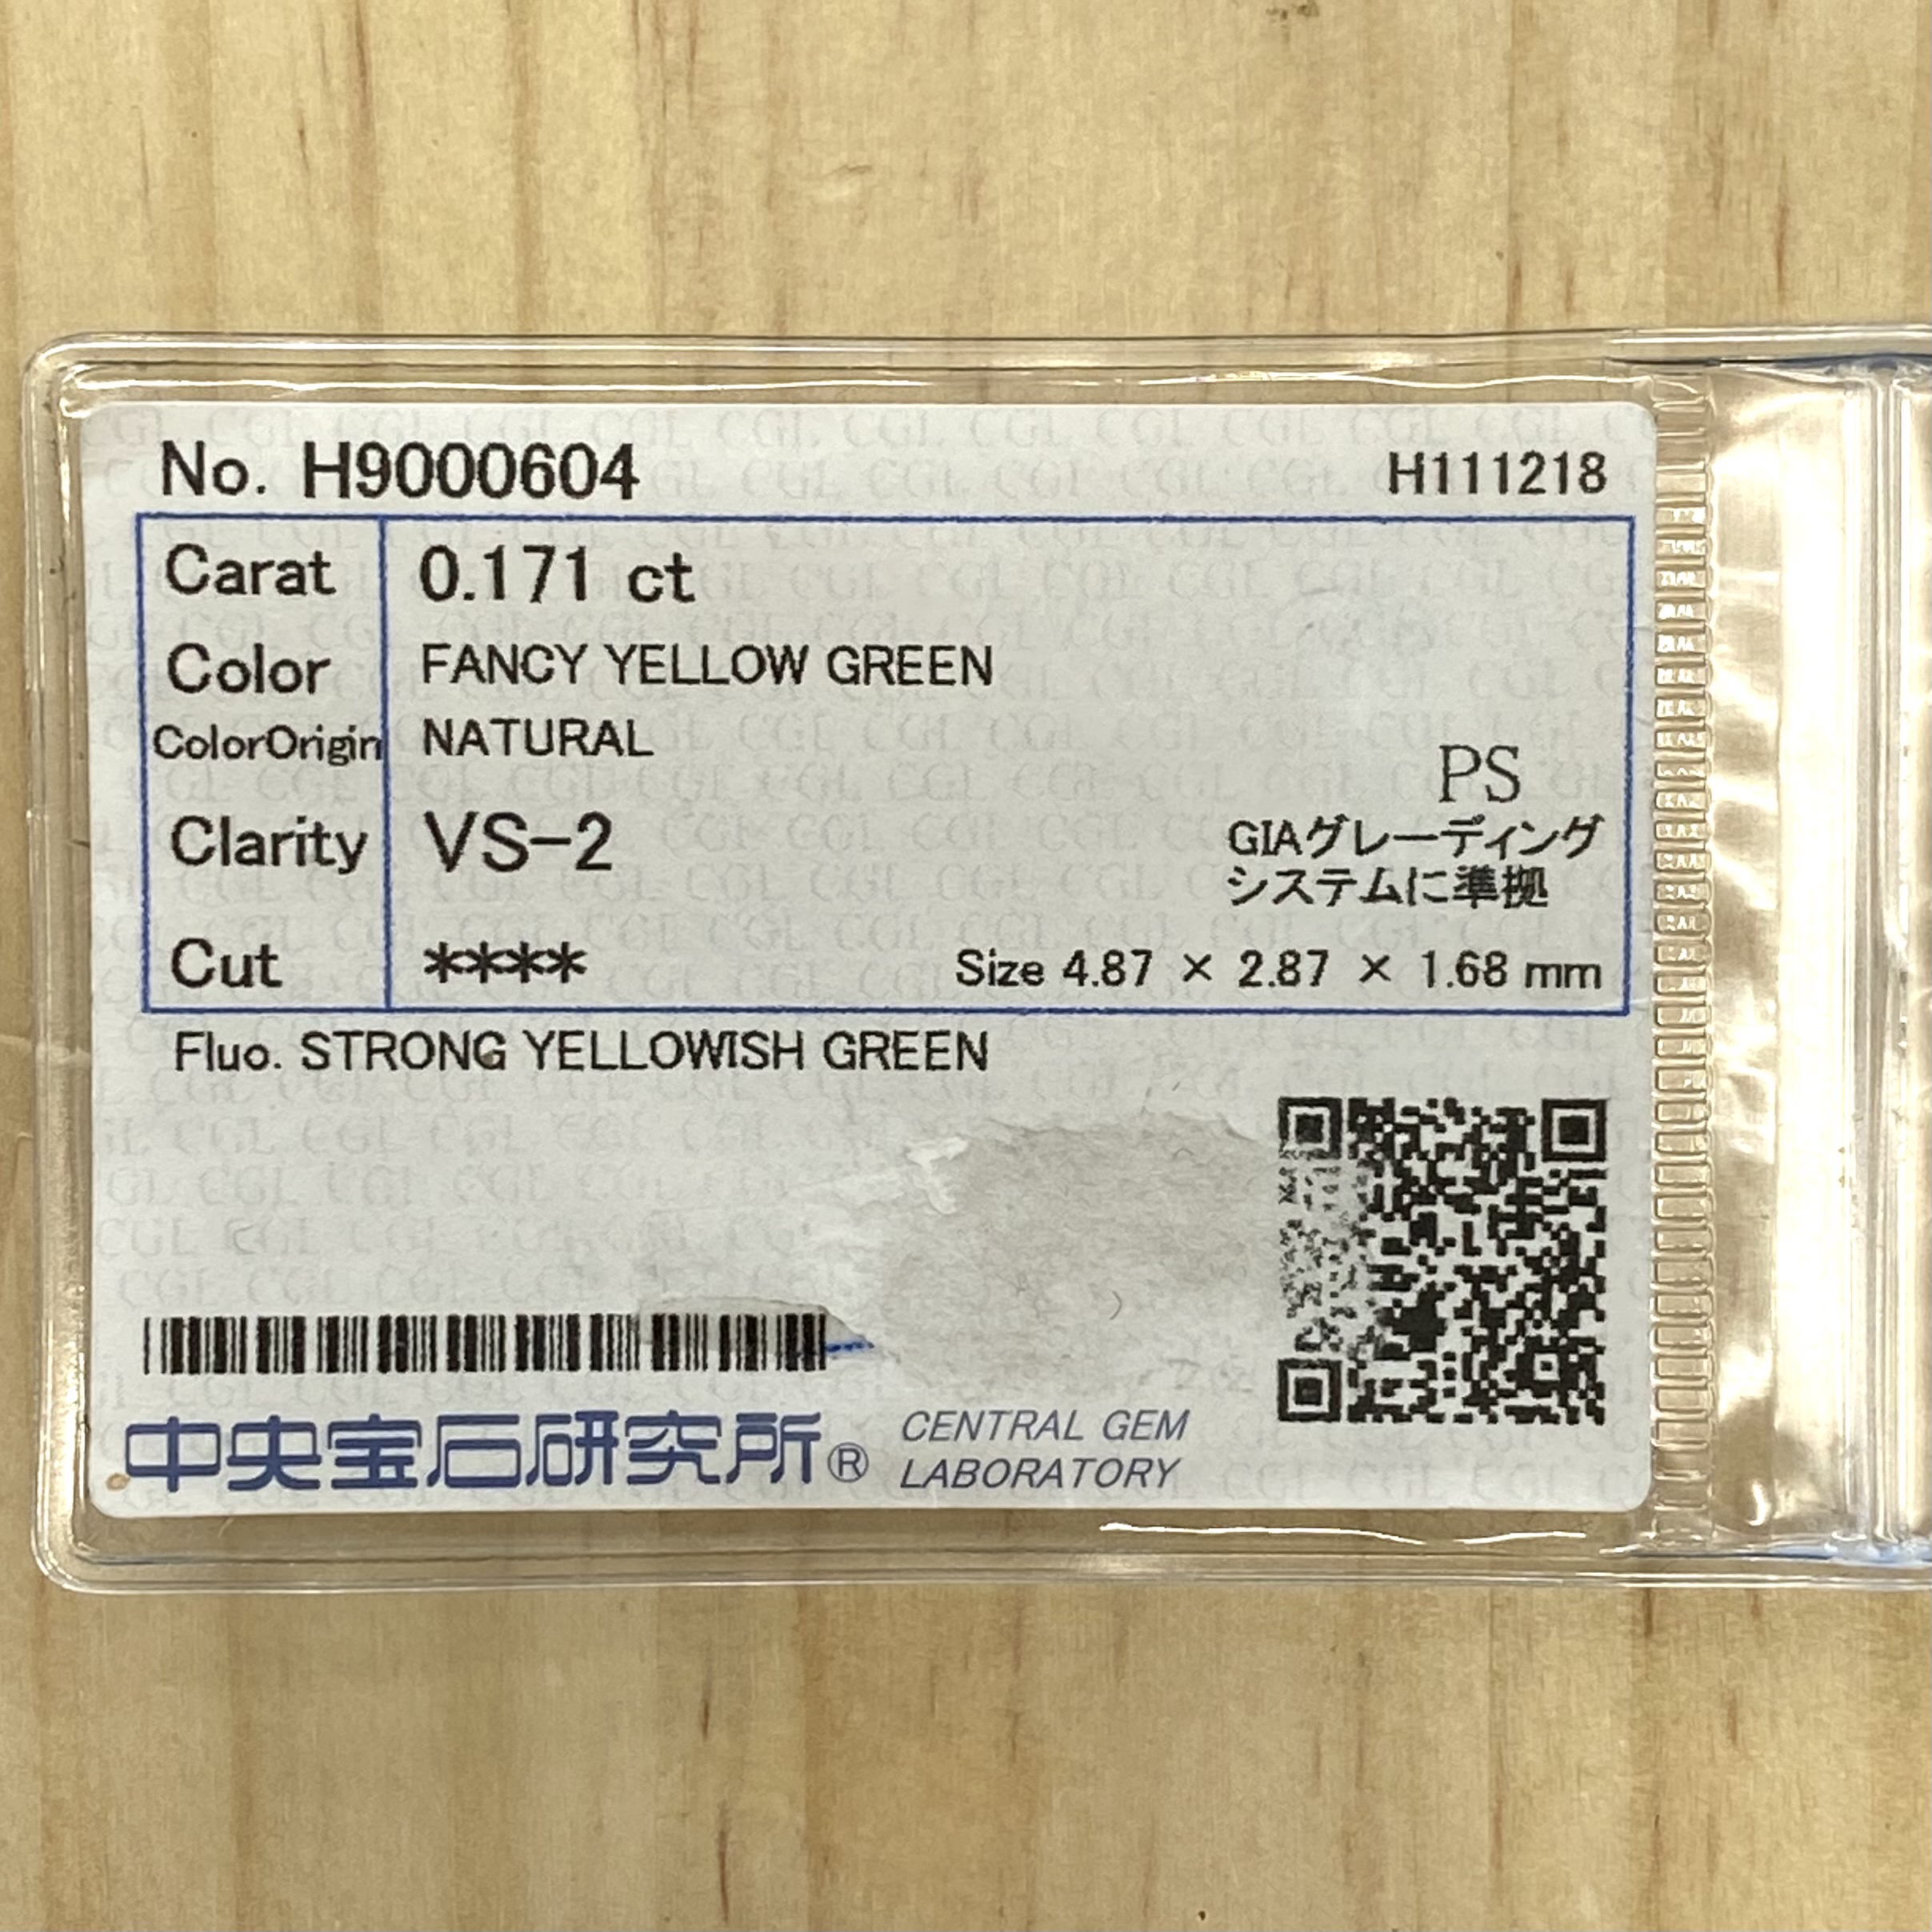 No. H9000604 H111218
Carat 0.171 ct
Color FANCY YELLOW GREEN
ColorOrigin NATURAL
PS
Clarity VS-2 GIAグレーディング
システムに準拠
Cut **** Size 4.87 × 2.87 × 1.68 mm
Fluo. STRONG YELLOWISH GREEN
中央宝石研究所® CENTRAL GEM
LABORATORY